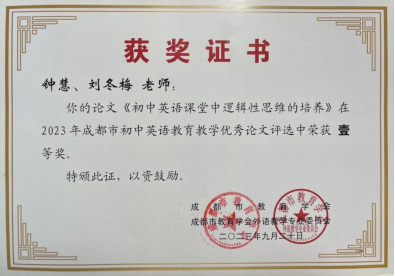 获奖证书
钟慧、刘冬梅 老师：
你的论文《初中英语课堂中逻辑性思维的培养》在
2023年成都市初中英语教育教学优秀论文评选中荣获 壹
等奖。
特颁此证，以资鼓励。
成都市教育学会
成都市教育学会外语教学专业委员会
二〇二三年九月三十日